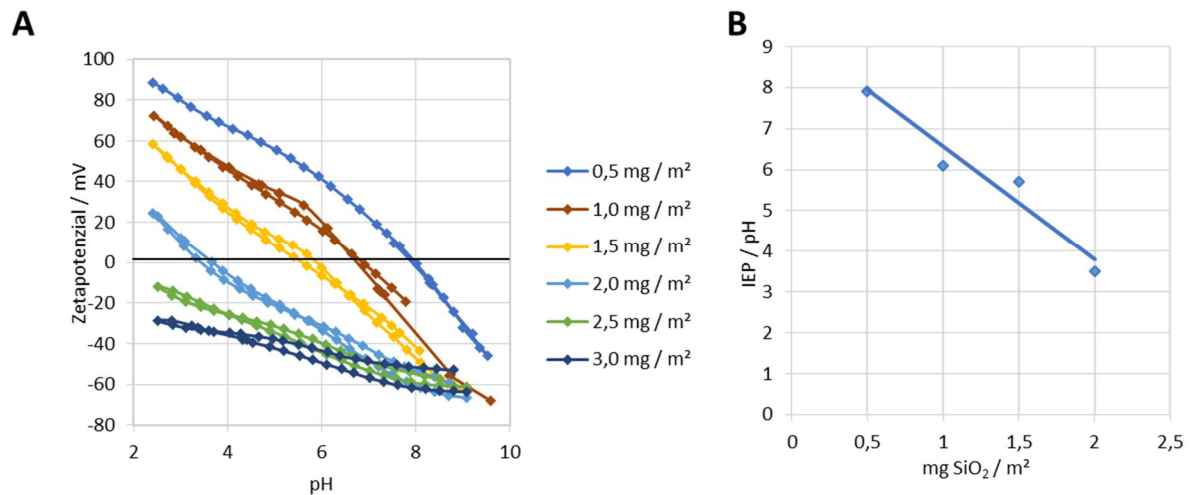 A
Zetapotenzial / mV
100
80
60
40
20
0
-20
-40
-60
-80
2
4
6
8
10
pH
0,5 mg / m²
1,0 mg / m²
1,5 mg / m²
2,0 mg / m²
2,5 mg / m²
3,0 mg / m²
B
IEP / pH
9
8
7
6
5
4
3
2
1
0
0
0,5
1
1,5
2
2,5
mg SiO₂ / m²